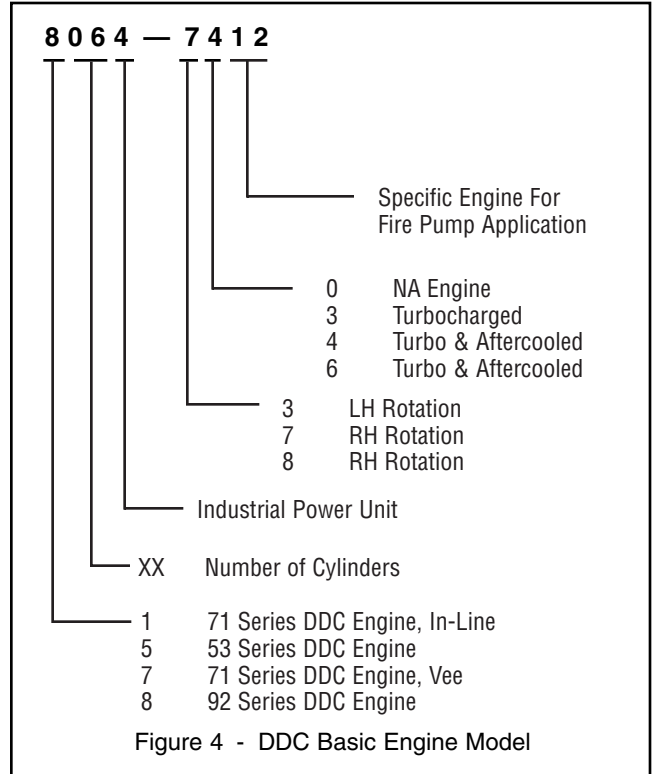 8 0 6 4 — 7 4 1 2
Specific Engine For
Fire Pump Application
0 NA Engine
3 Turbocharged
4 Turbo & Aftercooled
6 Turbo & Aftercooled
3 LH Rotation
7 RH Rotation
8 RH Rotation
Industrial Power Unit
XX Number of Cylinders
1 71 Series DDC Engine, In-Line
5 53 Series DDC Engine
7 71 Series DDC Engine, Vee
8 92 Series DDC Engine
Figure 4 - DDC Basic Engine Model